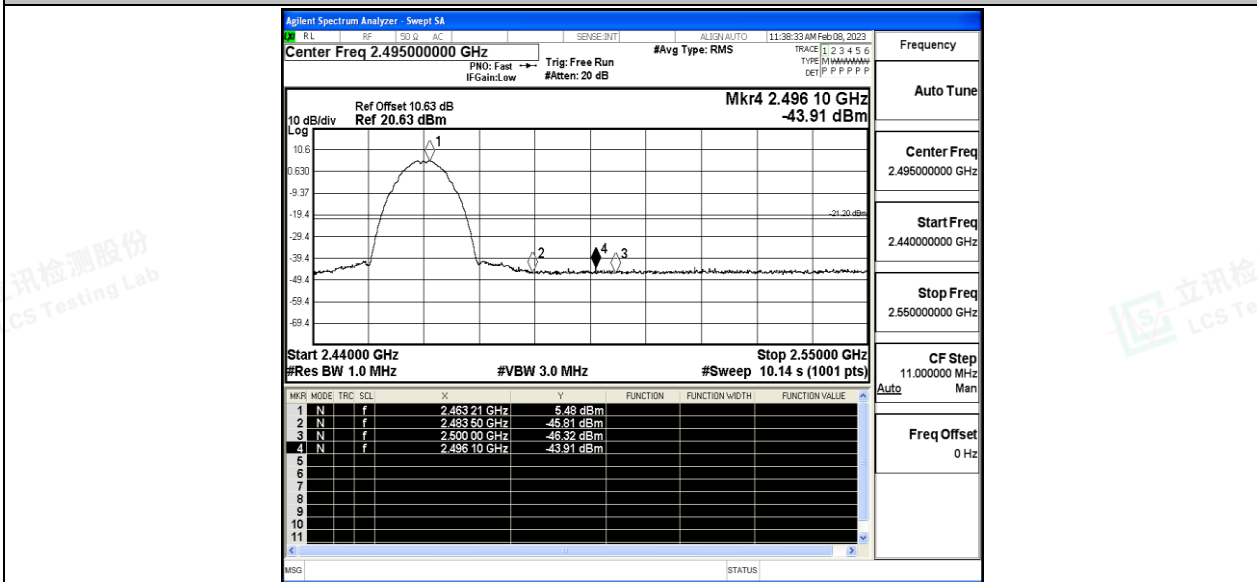 Agilent Spectrum Analyzer - Swept SA
RL RF 50 Ω AC SENSE:INT ALIGN AUTO 11:38:33 AM Feb 08, 2023
Center Freq 2.495000000 GHz #Avg Type: RMS TRACE 1 2 3 4 5 6
PNO: Fast Trig: Free Run TYPE M WWWWW
IFGain:Low #Atten: 20 dB DET P P P P P P
Frequency
Auto Tune
Center Freq
2.495000000 GHz
Start Freq
2.440000000 GHz
Stop Freq
2.550000000 GHz
CF Step
11.000000 MHz
Auto Man
Freq Offset
0 Hz
Mkr4 2.496 10 GHz
-43.91 dBm
Ref Offset 10.63 dB
10 dB/div Ref 20.63 dBm
Log
10.6
0.630
-9.37
-19.4
-29.4
-39.4
-49.4
-59.4
-69.4
1
2
4
3
-21.20 dBm
Start 2.44000 GHz Stop 2.55000 GHz
#Res BW 1.0 MHz #VBW 3.0 MHz #Sweep 10.14 s (1001 pts)
MKR MODE TRC SCL X Y FUNCTION FUNCTION WIDTH FUNCTION VALUE
1 N f 2.463 21 GHz 5.48 dBm
2 N f 2.483 50 GHz -45.81 dBm
3 N f 2.500 00 GHz -46.32 dBm
4 N f 2.496 10 GHz -43.91 dBm
5
6
7
8
9
10
11
MSG STATUS
立讯检测股份
LCS Testing Lab
立讯检
LCS Te